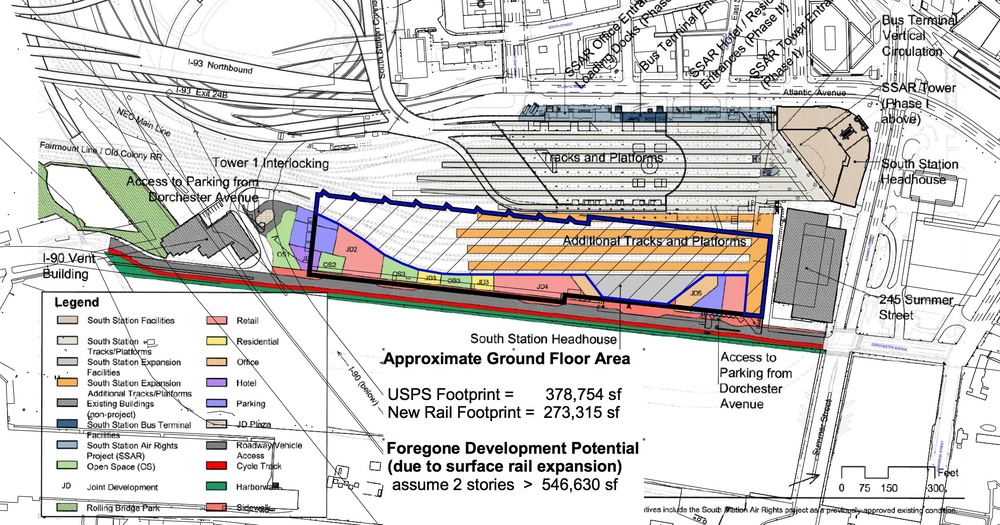 SSAR Office Entrance
Loading Docks (Phase
Bus Terminal Entr
SSAR Hotel / Resid
Entrances (Phase II)
SSAR Tower Entran
(Phase I)
Bus Terminal
Vertical
Circulation
I-93 Northbound
I-93 Exit 24B
Atlantic Avenue
SSAR Tower
(Phase I
above)
NEC Main Line
Fairmount Line / Old Colony RR
Tower 1 Interlocking
Tracks and Platforms
South Station
Headhouse
Access to Parking from
Dorchester Avenue
Additional Tracks and Platforms
I-90 Vent
Building
OS1
OS2
JD2
OS3
JD3
OS3
JD3
JD4
JD5
245 Summer
Street
South Station Headhouse
Access to
Parking from
Dorchester
Avenue
DORCHESTER AVENUE
I-90 (below)
Summer Street
Legend
South Station Facilities
South Station
Tracks/Platforms
South Station Expansion
Facilities
South Station Expansion
Additional Tracks/Platforms
Existing Buildings
(non-project)
South Station Bus Terminal
Facilities
South Station Air Rights
Project (SSAR)
Open Space (OS)
JD Joint Development
Rolling Bridge Park
Retail
Residential
Office
Hotel
Parking
JD Plaza
Roadway/Vehicle
Access
Cycle Track
Harborwalk
Sidewalk
Approximate Ground Floor Area
USPS Footprint = 378,754 sf
New Rail Footprint = 273,315 sf
Foregone Development Potential
(due to surface rail expansion)
assume 2 stories > 546,630 sf
Feet
0 75 150 300
tives include the South Station Air Rights project as a previously-approved existing condition.